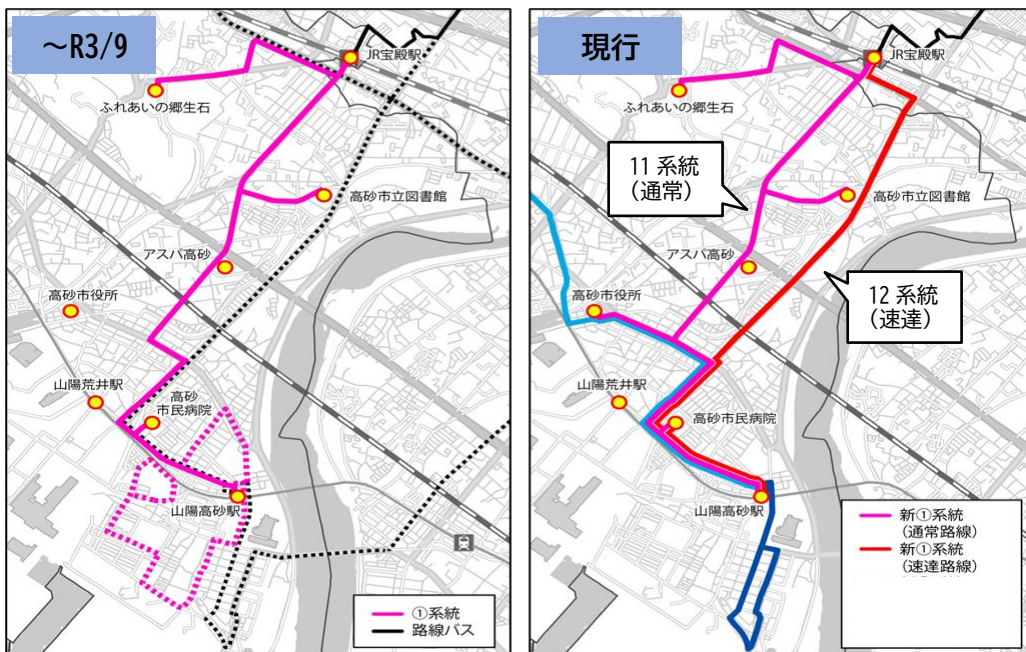 ～R3/9
JR宝殿駅
ふれあいの郷生石
高砂市立図書館
アスパ高砂
高砂市役所
山陽荒井駅
高砂
市民病院
山陽高砂駅
①系統
路線バス
現行
JR宝殿駅
ふれあいの郷生石
11 系統
（通常）
高砂市立図書館
アスパ高砂
12 系統
（速達）
高砂市役所
山陽荒井駅
高砂市民病院
山陽高砂駅
新①系統
（通常路線）
新①系統
（速達路線）